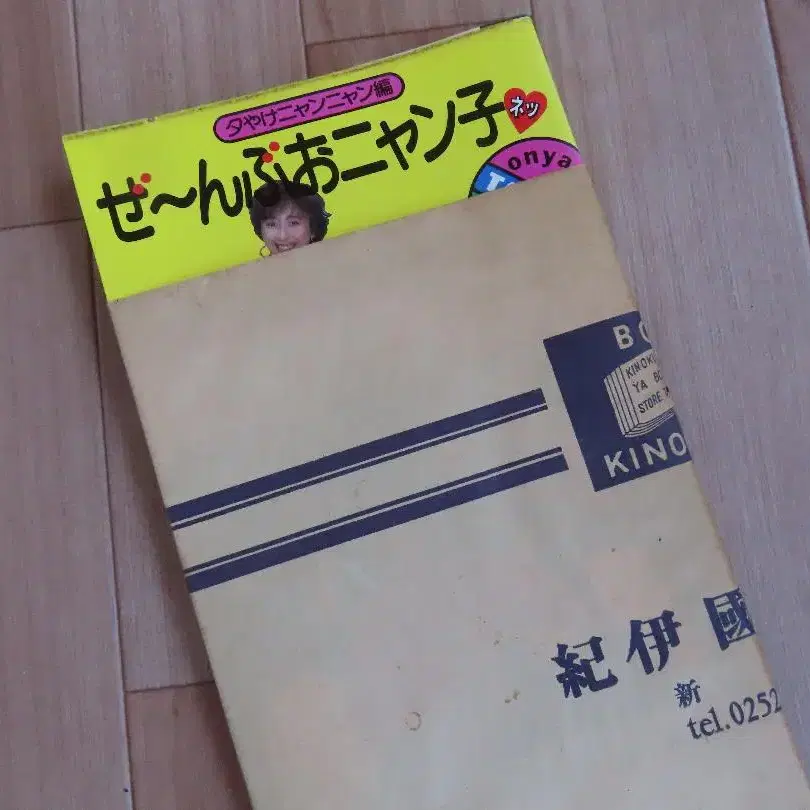 夕やけニャンニャン編
ぜ〜んぶおニャン子
ネッ
onya
KINOKU
YA BO
STORE
KINO
紀伊國
新
tel.0252